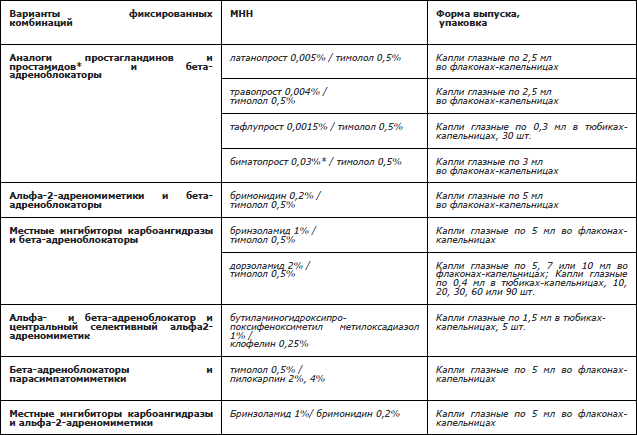 Варианты фиксированных
комбинаций
МНН
Форма выпуска,
упаковка
Аналоги простагландинов и
простамидов* и бета-
адреноблокаторы
латанопрост 0,005% / тимолол 0,5%
Капли глазные по 2,5 мл
во флаконах-капельницах
травопрост 0,004% /
тимолол 0,5%
Капли глазные по 2,5 мл
во флаконах-капельницах
тафлупрост 0,0015% / тимолол 0,5%
Капли глазные по 0,3 мл в тюбиках-
капельницах, 30 шт.
биматопрост 0,03%* / тимолол 0,5%
Капли глазные по 3 мл
во флаконах-капельницах
Альфа-2-адреномиметики и бета-
адреноблокаторы
бримонидин 0,2% /
тимолол 0,5%
Капли глазные по 5 мл
во флаконах-капельницах
Местные ингибиторы карбоангидразы
и бета-адреноблокаторы
бринзоламид 1% /
тимолол 0,5%
Капли глазные по 5 мл во флаконах-
капельницах
дорзоламид 2% /
тимолол 0,5%
Капли глазные по 5, 7 или 10 мл во
флаконах-капельницах; Капли глазные
по 0,4 мл в тюбиках-капельницах, 10,
20, 30, 60 или 90 шт.
Альфа- и бета-адреноблокатор и
центральный селективный альфа2-
адреномиметик
бутиламиногидроксипро-
поксифеноксиметил метилоксадиазол
1% /
клофелин 0,25%
Капли глазные по 1,5 мл в тюбиках-
капельницах, 5 шт.
Бета-адреноблокаторы и
парасимпатомиметики
тимолол 0,5% /
пилокарпин 2%, 4%
Капли глазные по 5 мл во флаконах-
капельницах
Местные ингибиторы карбоангидразы
и альфа-2-адреномиметики
Бринзоламид 1%/ бримонидин 0,2%
Капли глазные по 5 мл во флаконах-
капельницах